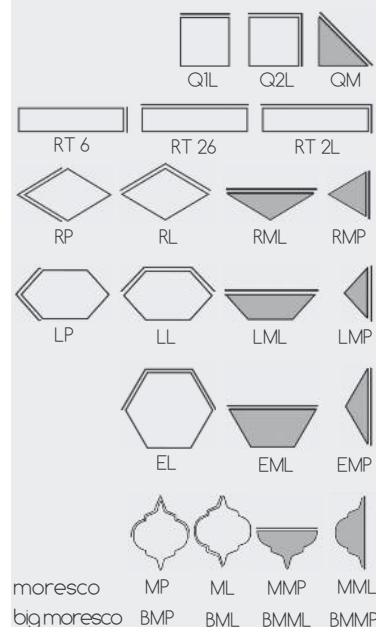 Q1L Q2L QM
RT 6 RT 26 RT 2L
RP RL RML RMP
LP LL LML LMP
EL EML EMP
moresco MP ML MMP MML
big moresco BMP BML BMML BMMP